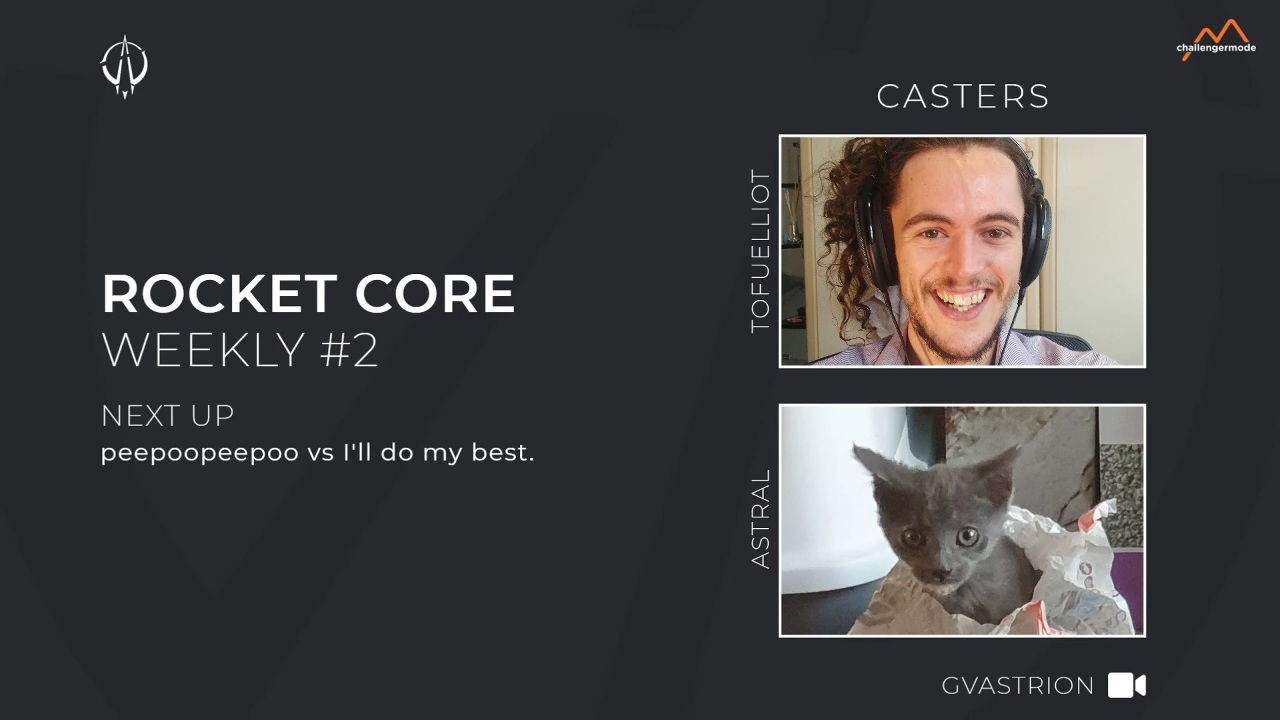 challengermode
CASTERS
TOFUELLIOT
ROCKET CORE
WEEKLY #2
NEXT UP
peepoopeepoo vs I'll do my best.
ASTRAL
GVASTRION